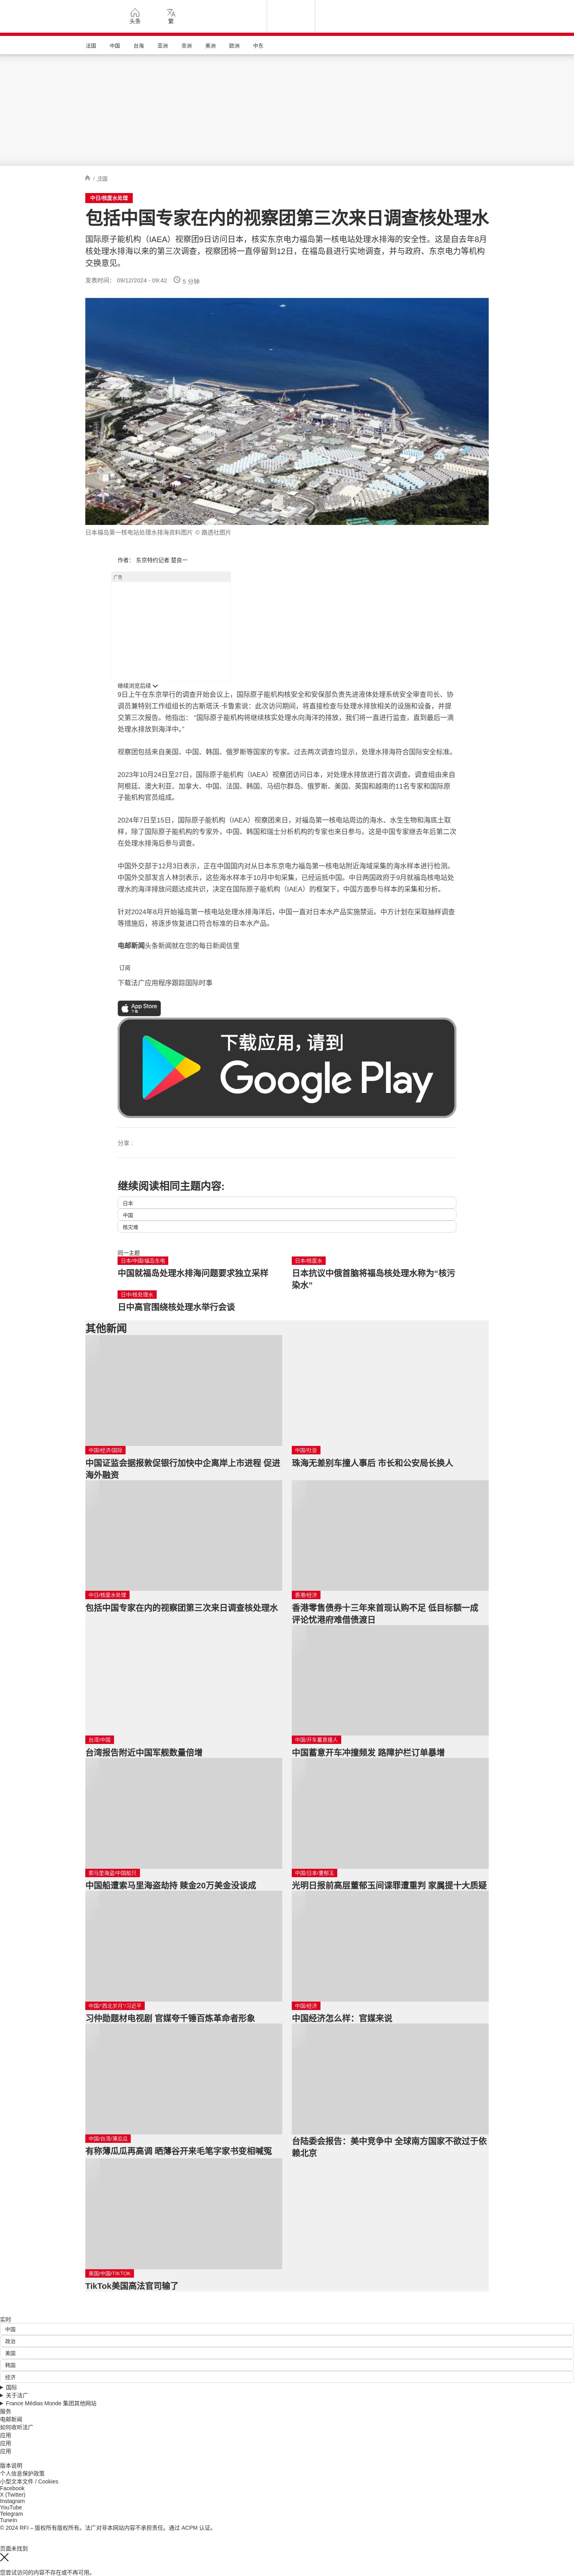 头条
繁
法国
中国
台海
亚洲
非洲
美洲
欧洲
中东
/ 中国
中日/核废水处理
包括中国专家在内的视察团第三次来日调查核处理水
国际原子能机构（IAEA）视察团9日访问日本，核实东京电力福岛第一核电站处理水排海的安全性。这是自去年8月
核处理水排海以来的第三次调查，视察团将一直停留到12日，在福岛县进行实地调查，并与政府、东京电力等机构
交换意见。
发表时间： 09/12/2024 - 09:42
5 分钟
日本福岛第一核电站处理水排海资料图片 © 路透社图片
作者： 东京特约记者 楚良一
广告
继续浏览后续
9日上午在东京举行的调查开始会议上，国际原子能机构核安全和安保部负责先进液体处理系统安全审查司长、协
调员兼特别工作组组长的古斯塔沃·卡鲁索说：此次访问期间，将直接检查与处理水排放相关的设施和设备，并提
交第三次报告。他指出： “国际原子能机构将继续核实处理水向海洋的排放，我们将一直进行监查，直到最后一滴
处理水排放到海洋中。”
视察团包括来自美国、中国、韩国、俄罗斯等国家的专家。过去两次调查均显示，处理水排海符合国际安全标准。
2023年10月24日至27日，国际原子能机构（IAEA）视察团访问日本，对处理水排放进行首次调查。调查组由来自
阿根廷、澳大利亚、加拿大、中国、法国、韩国、马绍尔群岛、俄罗斯、美国、英国和越南的11名专家和国际原
子能机构官员组成。
2024年7日至15日，国际原子能机构（IAEA）视察团来日，对福岛第一核电站周边的海水、水生生物和海底土取
样，除了国际原子能机构的专家外，中国、韩国和瑞士分析机构的专家也来日参与。这是中国专家继去年后第二次
在处理水排海后参与调查。
中国外交部于12月3日表示，正在中国国内对从日本东京电力福岛第一核电站附近海域采集的海水样本进行检测。
中国外交部发言人林剑表示，这些海水样本于10月中旬采集，已经运抵中国。中日两国政府于9月就福岛核电站处
理水的海洋排放问题达成共识，决定在国际原子能机构（IAEA）的框架下，中国方面参与样本的采集和分析。
针对2024年8月开始福岛第一核电站处理水排海洋后，中国一直对日本水产品实施禁运。中方计划在采取抽样调查
等措施后，将逐步恢复进口符合标准的日本水产品。
电邮新闻头条新闻就在您的每日新闻信里
订阅
下载法广应用程序跟踪国际时事
App Store
下载
下载应用，请到
Google Play
分享 :
继续阅读相同主题内容:
日本
中国
核灾难
同一主题
日本/中国/福岛东电
中国就福岛处理水排海问题要求独立采样
日本/核废水
日本抗议中俄首脑将福岛核处理水称为“核污
染水”
日中/核处理水
日中高官围绕核处理水举行会谈
其他新闻
中国/经济/国际
中国证监会据报敦促银行加快中企离岸上市进程 促进
海外融资
中国/社会
珠海无差别车撞人事后 市长和公安局长换人
中日/核废水处理
包括中国专家在内的视察团第三次来日调查核处理水
香港/经济
香港零售债券十三年来首现认购不足 低目标额一成
评论忧港府难借债渡日
台湾/中国
台湾报告附近中国军舰数量倍增
中国/开车蓄意撞人
中国蓄意开车冲撞频发 路障护栏订单暴增
索马里海盗/中国船只
中国船遭索马里海盗劫持 赎金20万美金没谈成
中国/日本/董郁玉
光明日报前高层董郁玉间谍罪遭重判 家属提十大质疑
中国/“西北岁月”/习近平
习仲勋题材电视剧 官媒夸千锤百炼革命者形象
中国/经济
中国经济怎么样：官媒来说
中国/台湾/薄瓜瓜
有称薄瓜瓜再高调 晒薄谷开来毛笔字家书变相喊冤
台陆委会报告：美中竞争中 全球南方国家不欲过于依
赖北京
美国/中国/TIKTOK
TikTok美国高法官司输了
实时
中国
政治
美国
韩国
经济
国际
关于法广
France Médias Monde 集团其他网站
服务
电邮新闻
如何收听法广
应用
应用
应用
版本说明
个人信息保护政策
小型文本文件 / Cookies
Facebook
X (Twitter)
Instagram
YouTube
Telegram
TuneIn
© 2024 RFI – 版权所有版权所有。法广对非本网站内容不承担责任。通过 ACPM 认证。
页面未找到
您尝试访问的内容不存在或不再可用。